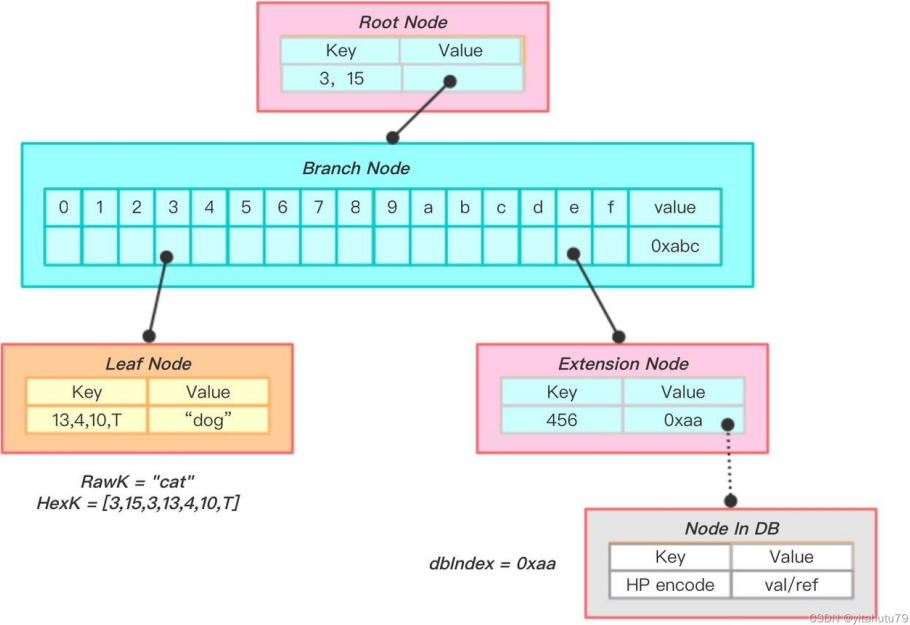 Root Node
Key Value
3, 15
Branch Node
0 1 2 3 4 5 6 7 8 9 a b c d e f value
0xabc
Leaf Node
Key Value
13,4,10,T “dog”
Extension Node
Key Value
456 0xaa
RawK = "cat"
HexK = [3,15,3,13,4,10,T]
Node In DB
Key Value
HP encode val/ref
dbIndex = 0xaa
CSDN @yitahutu79